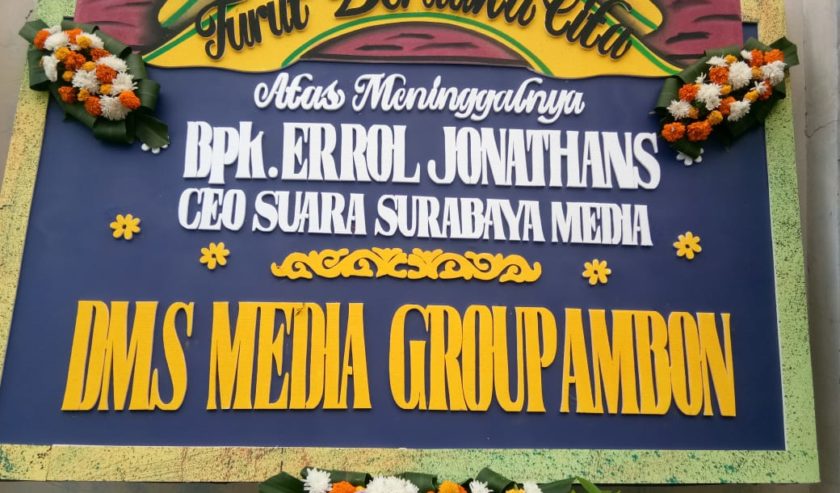 Turut Berduka Cita
Atas Meninggalnya
Bpk. ERROL JONATHANS
CEO SUARA SURABAYA MEDIA
DMS MEDIA GROUP AMBON